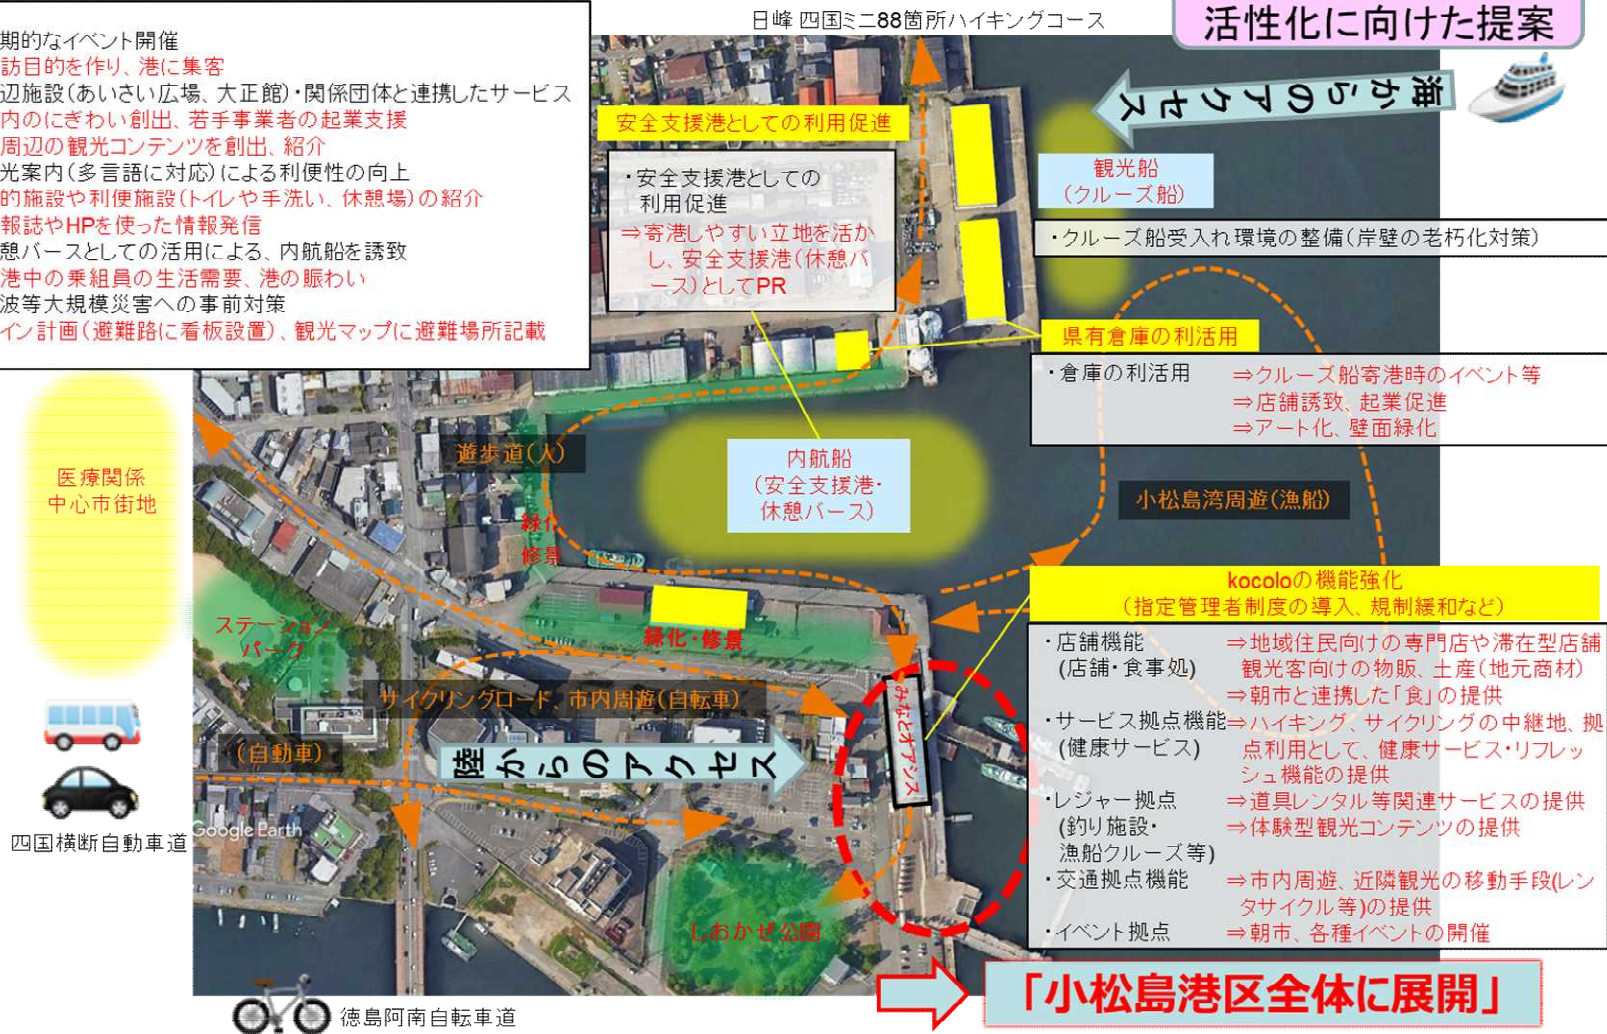 活性化に向けた提案
日峰 四国ミニ88箇所ハイキングコース
期的なイベント開催
訪目的を作り、港に集客
辺施設（あいさい広場、大正館）・関係団体と連携したサービス
内のにぎわい創出、若手事業者の起業支援
周辺の観光コンテンツを創出、紹介
光案内（多言語に対応）による利便性の向上
的施設や利便施設（トイレや手洗い、休憩場）の紹介
報誌やHPを使った情報発信
憩バースとしての活用による、内航船を誘致
港中の乗組員の生活需要、港の賑わい
波等大規模災害への事前対策
イン計画（避難路に看板設置）、観光マップに避難場所記載
海からのアクセス
安全支援港としての利用促進
・安全支援港としての
利用促進
⇒寄港しやすい立地を活か
し、安全支援港（休憩バ
ース）としてPR
観光船
（クルーズ船）
・クルーズ船受入れ環境の整備（岸壁の老朽化対策）
県有倉庫の利活用
・倉庫の利活用 ⇒クルーズ船寄港時のイベント等
⇒店舗誘致、起業促進
⇒アート化、壁面緑化
医療関係
中心市街地
遊歩道（人）
内航船
（安全支援港・
休憩バース）
小松島湾周遊（漁船）
緑化
修景
緑化・修景
ステーション
パーク
サイクリングロード、市内周遊（自転車）
（自動車）
陸からのアクセス
みなとオアシス
kocoloの機能強化
（指定管理者制度の導入、規制緩和など）
・店舗機能 ⇒地域住民向けの専門店や滞在型店舗
(店舗・食事処) 観光客向けの物販、土産（地元商材）
⇒朝市と連携した「食」の提供
・サービス拠点機能⇒ハイキング、サイクリングの中継地、拠
(健康サービス) 点利用として、健康サービス・リフレッ
シュ機能の提供
・レジャー拠点 ⇒道具レンタル等関連サービスの提供
(釣り施設・ ⇒体験型観光コンテンツの提供
漁船クルーズ等)
・交通拠点機能 ⇒市内周遊、近隣観光の移動手段(レン
タサイクル等)の提供
・イベント拠点 ⇒朝市、各種イベントの開催
Google Earth
四国横断自動車道
しおかぜ公園
徳島阿南自転車道
「小松島港区全体に展開」